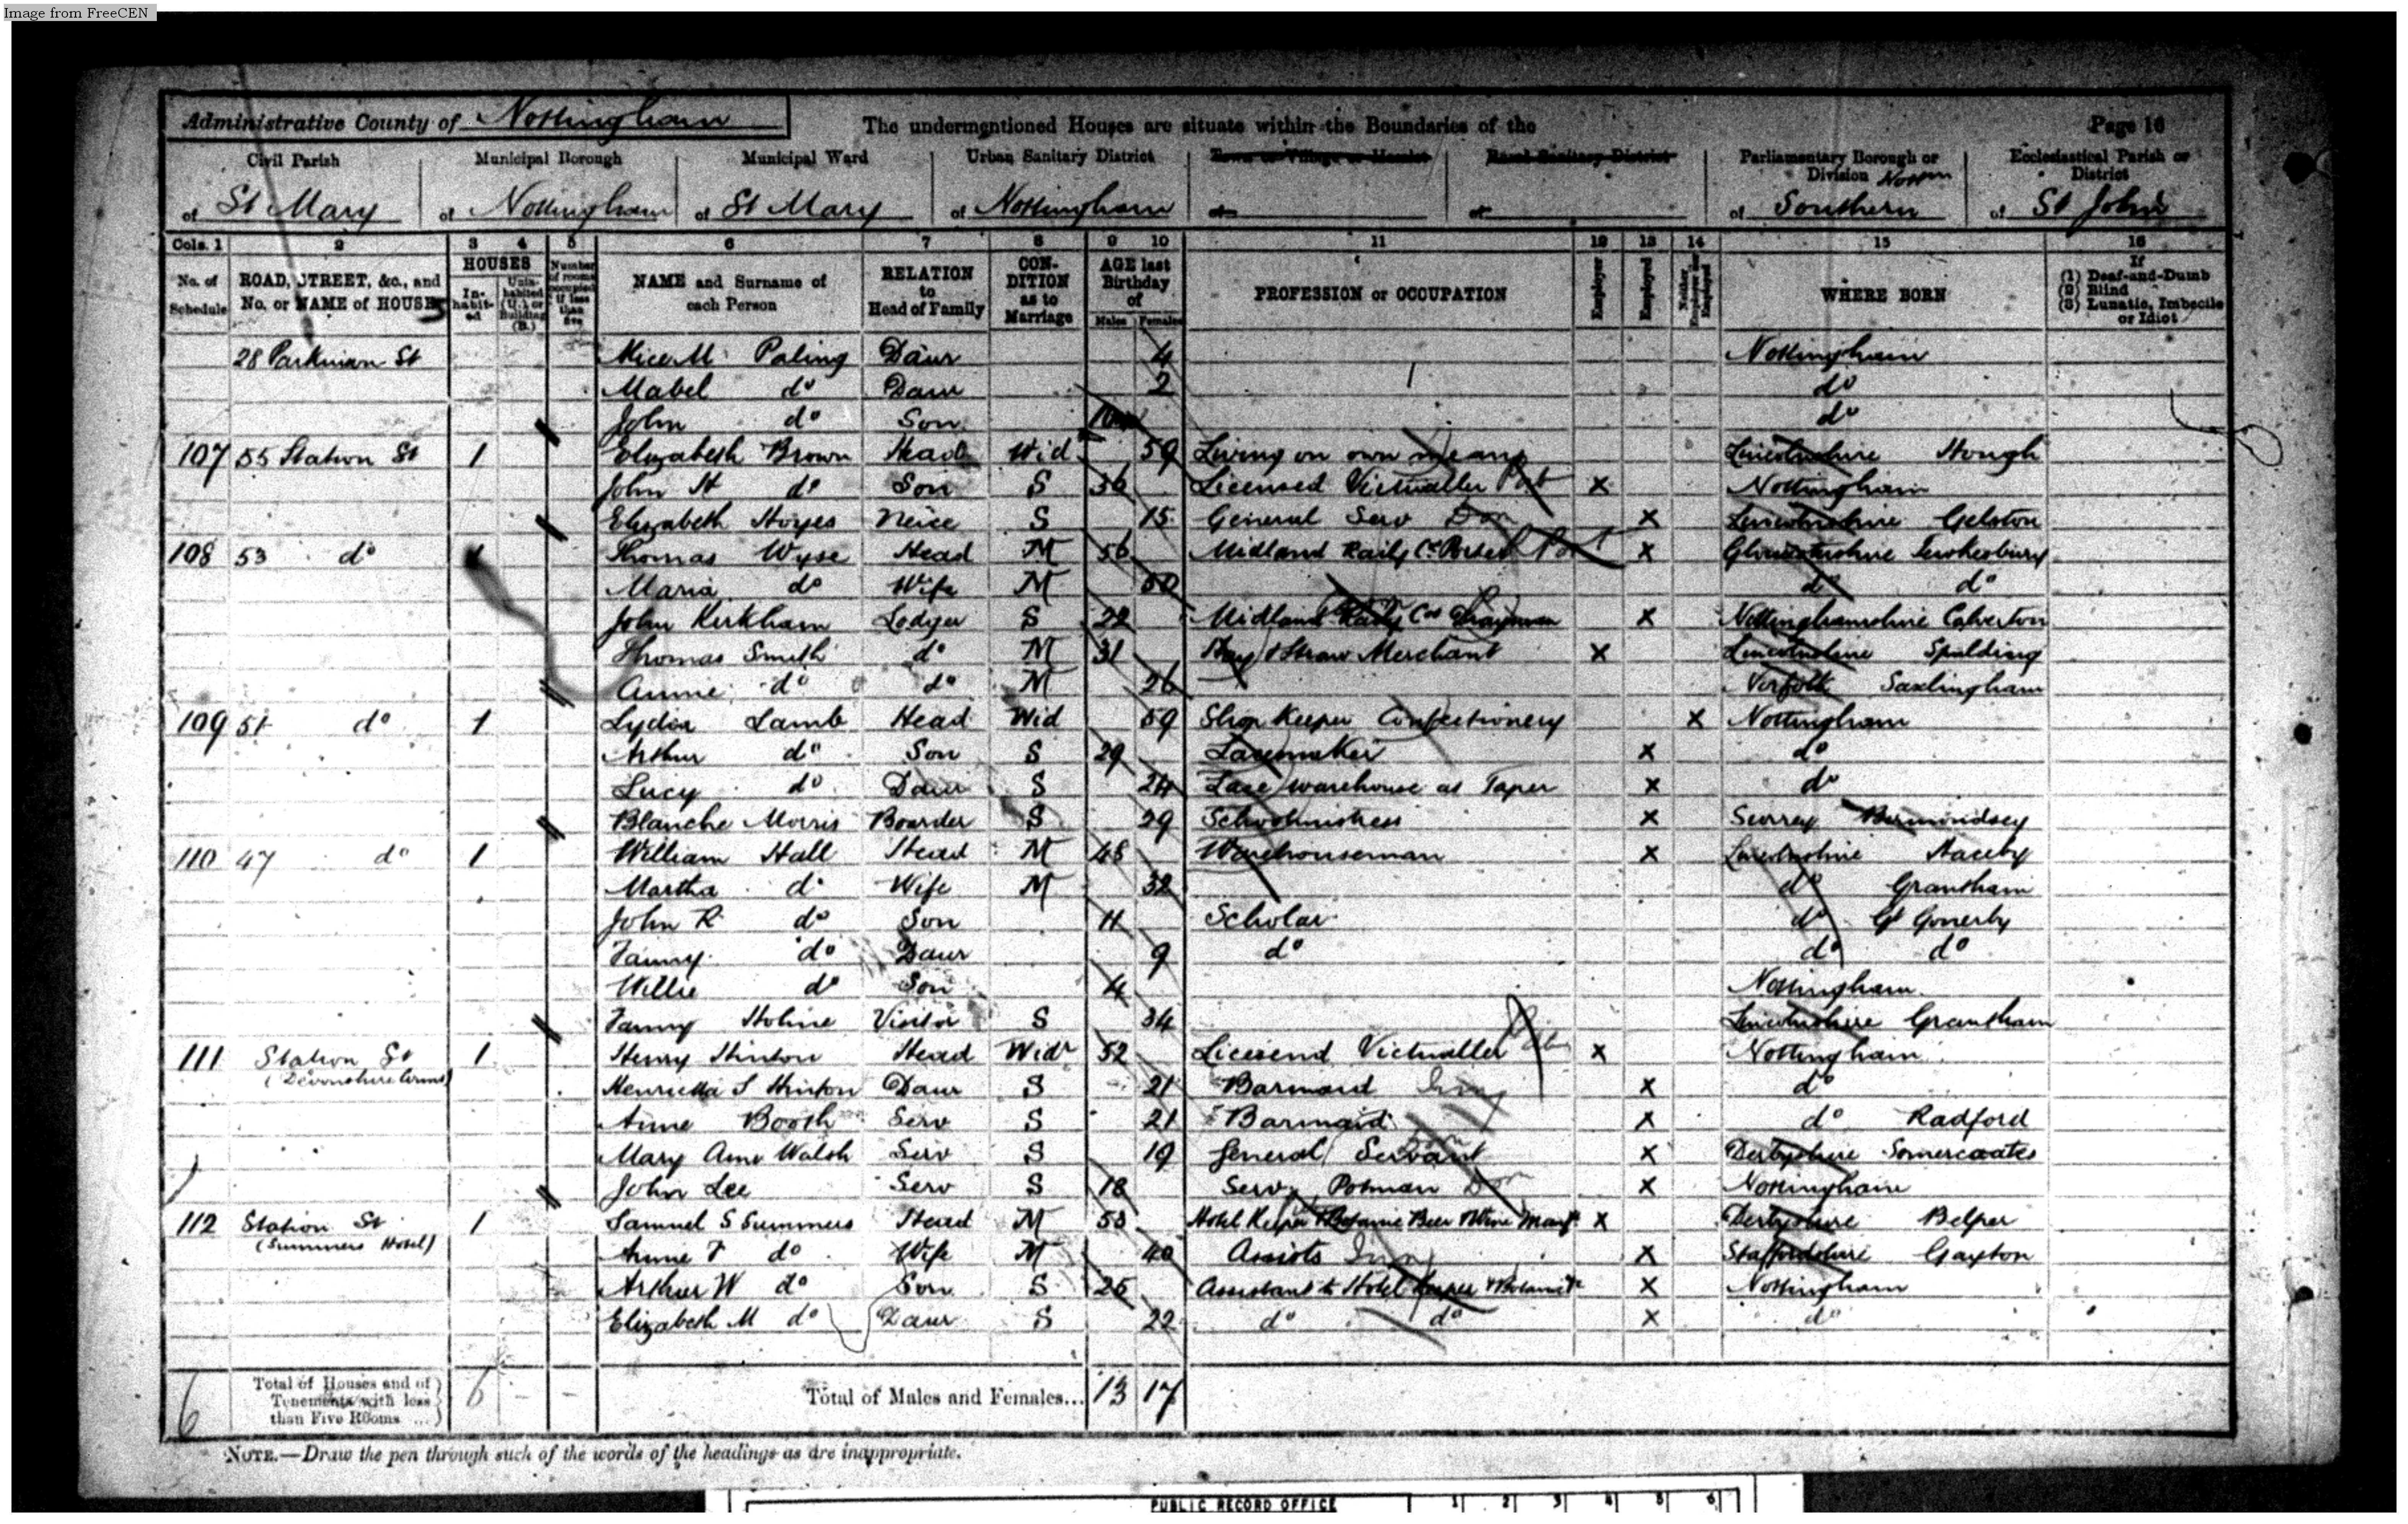 Image from FreeCEN
Administrative County of Nottingham The undermentioned Houses are situate within the Boundaries of the Page 16
Civil Parish Municipal Borough Municipal Ward Urban Sanitary District Town or Village or Hamlet Rural Sanitary District Parliamentary Borough or Division Ecclesiastical Parish or District
of St Mary of Nottingham of St Mary of Nottingham of of of Southern of St John
Cols. 1 2 3 4 5 6 7 8 9 10 11 12 13 14 15 16
No. of Schedule ROAD, STREET, &c., and No. or NAME of HOUSE HOUSES Inhabited Uninhabited (U.), or Building (B.) Number of rooms occupied if less than five NAME and Surname of each Person RELATION to Head of Family CONDITION as to Marriage AGE last Birthday of Males Females PROFESSION or OCCUPATION Employer Employed Neither Employer nor Employed WHERE BORN If (1) Deaf-and-Dumb (2) Blind (3) Lunatic, Imbecile or Idiot
28 Parkinson St Alice M Paling Daur 4 Nottingham
Mabel do Daur 2 do
John do Son do
107 55 Station St 1 Elizabeth Brown Head Wid 59 Living on own means Lincolnshire Hough
John H do Son S 36 Licensed Victualler X Nottingham
Elizabeth Hoyes Neice S 15 General Serv Dom X Lincolnshire Gelston
108 53 do 1 Thomas Wyse Head M 56 Midland Raily Co Porter X Gloucestershire Tewkesbury
Maria do Wife M 50 do do
John Kirkham Lodger S 22 Midland Raily Co Drayman X Nottinghamshire Calverton
Thomas Smith do M 31 Hay & Straw Merchant X Lincolnshire Spalding
Annie do do M 26 Norfolk Saxlingham
109 51 do 1 Lydia Lamb Head Wid 59 Shop Keeper Confectionery X Nottingham
Arthur do Son S 29 Lacemaker X do
Lucy do Daur S 24 Lace warehouse as Taper X do
Blanche Morris Boarder S 29 Schoolmistress X Surrey Bermondsey
110 47 do 1 William Hall Head M 48 Warehouseman X Lincolnshire Haceby
Martha do Wife M 32 do Grantham
John R do Son 11 Scholar do Gt Gonerby
Fanny do Daur 9 do do do
Willie do Son 4 Nottingham
Fanny Holme Visitor S 34 Lincolnshire Grantham
111 Station St 1 Henry Hinton Head Widr 52 Licesend Victualler X Nottingham
(Devonshire Arms) Henrietta S Hinton Daur S 21 Barmaid Inn X do
Anne Booth Serv S 21 Barmaid X do Radford
Mary Ann Walsh Serv S 19 General Servant Dom X Derbyshire Somercoates
John Lee Serv S 18 Serv Potman Dom X Nottingham
112 Station St 1 Samuel S Summers Head M 53 Hotel Keeper & Botanic Beer & Wine Manfr X Derbyshire Belper
(Summers Hotel) Annie F do Wife M 40 Assists Inn X Staffordshire Gayton
Arthur W do Son S 25 Assistant to Hotel Keeper & X Nottingham
Elizabeth M do Daur S 22 do do X do
6 Total of Houses and of Tenements with less than Five Rooms ... 6 - - Total of Males and Females... 13 17
NOTE.—Draw the pen through such of the words of the headings as are inappropriate.
PUBLIC RECORD OFFICE 1 2 3 4 5 6